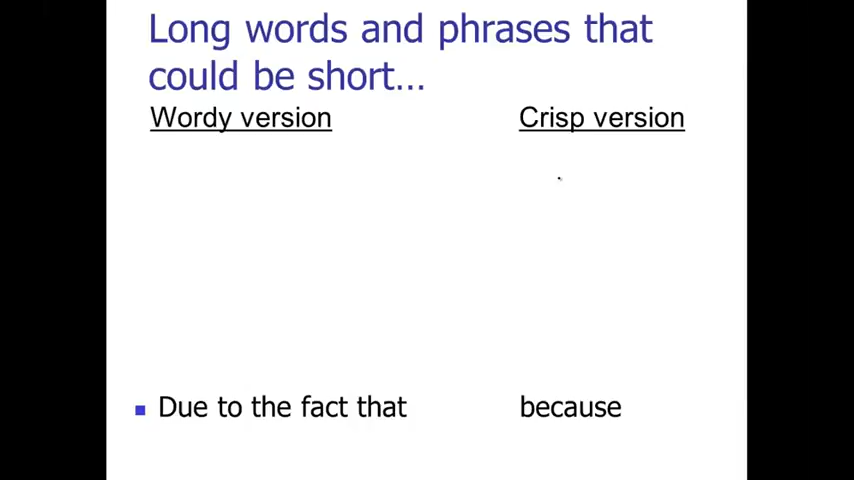 Long words and phrases that
could be short...
Wordy version Crisp version
Due to the fact that because